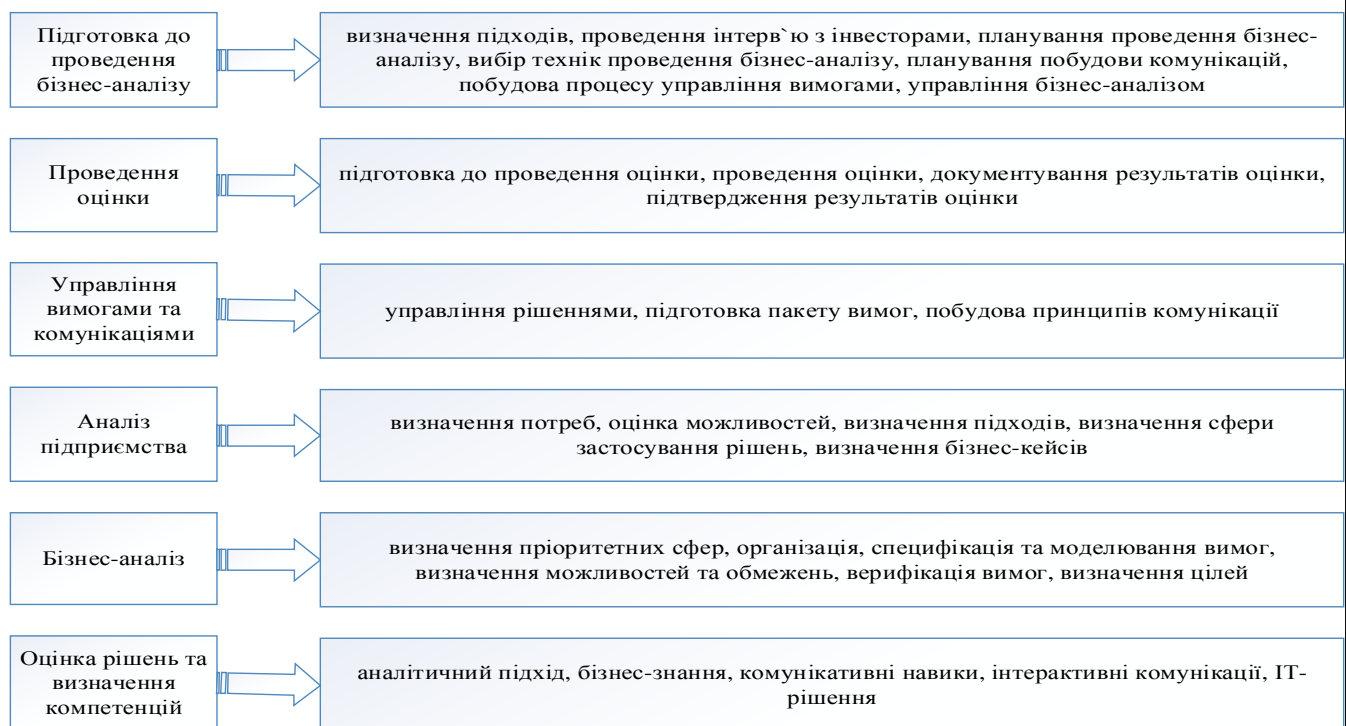 Підготовка до
проведення
бізнес-аналізу
визначення підходів, проведення інтерв`ю з інвесторами, планування проведення бізнес-
аналізу, вибір технік проведення бізнес-аналізу, планування побудови комунікацій,
побудова процесу управління вимогами, управління бізнес-аналізом
Проведення
оцінки
підготовка до проведення оцінки, проведення оцінки, документування результатів оцінки,
підтвердження результатів оцінки
Управління
вимогами та
комунікаціями
управління рішеннями, підготовка пакету вимог, побудова принципів комунікації
Аналіз
підприємства
визначення потреб, оцінка можливостей, визначення підходів, визначення сфери
застосування рішень, визначення бізнес-кейсів
Бізнес-аналіз
визначення пріоритетних сфер, організація, специфікація та моделювання вимог,
визначення можливостей та обмежень, верифікація вимог, визначення цілей
Оцінка рішень та
визначення
компетенцій
аналітичний підхід, бізнес-знання, комунікативні навики, інтерактивні комунікації, ІТ-
рішення